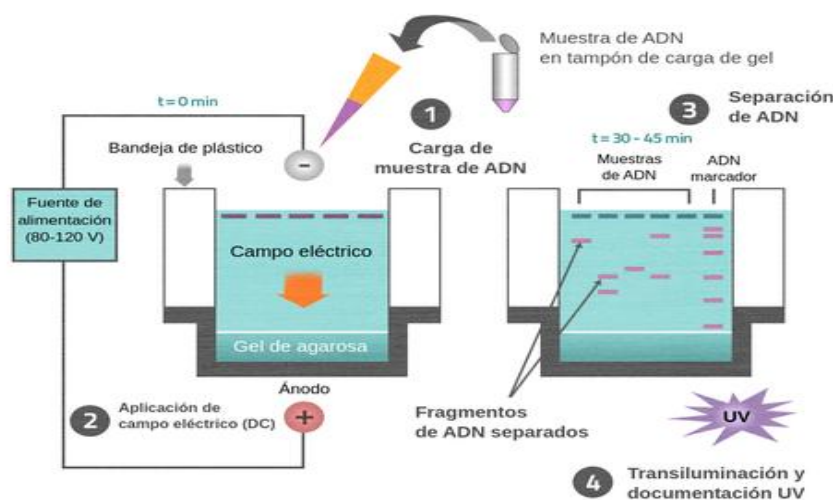 Muestra de ADN
en tampón de carga de gel
t = 0 min
1
Carga de
muestra de ADN
Bandeja de plástico
-
Fuente de
alimentación
(80-120 V)
Campo eléctrico
Gel de agarosa
Ánodo
+
2
Aplicación de
campo eléctrico (DC)
3
Separación
de ADN
t = 30 - 45 min
Muestras
de ADN
ADN
marcador
Fragmentos
de ADN separados
UV
4
Transiluminación y
documentación UV